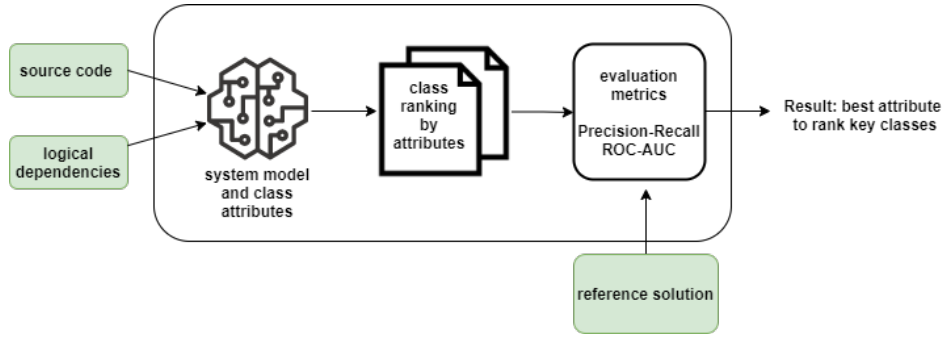 source code
logical
dependencies
system model
and class
attributes
class
ranking
by
attributes
evaluation
metrics
Precision-Recall
ROC-AUC
Result: best attribute
to rank key classes
reference solution